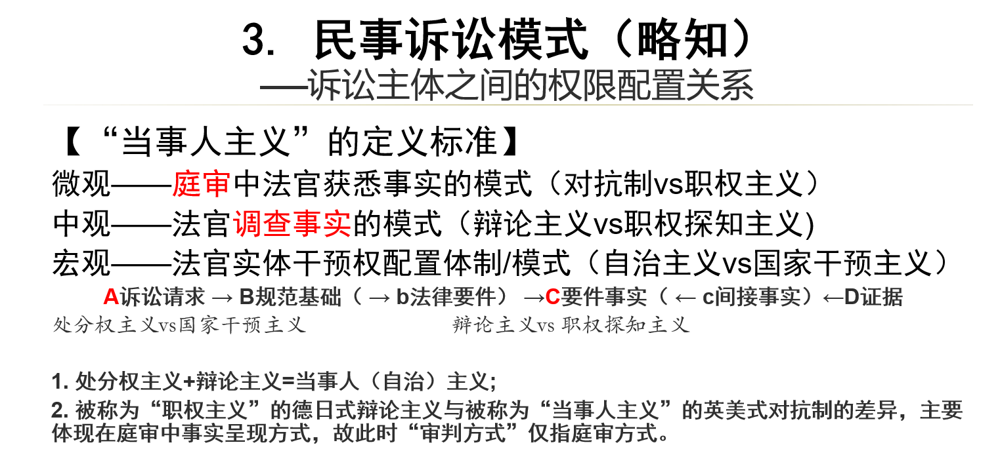 3. 民事诉讼模式（略知）
——诉讼主体之间的权限配置关系
【“当事人主义”的定义标准】
微观——庭审中法官获悉事实的模式（对抗制vs职权主义）
中观——法官调查事实的模式（辩论主义vs职权探知主义)
宏观——法官实体干预权配置体制/模式（自治主义vs国家干预主义）
A诉讼请求 → B规范基础（ → b法律要件） →C要件事实（ ← c间接事实）←D证据
处分权主义vs国家干预主义 辩论主义vs 职权探知主义
1. 处分权主义+辩论主义=当事人（自治）主义;
2. 被称为“职权主义”的德日式辩论主义与被称为“当事人主义”的英美式对抗制的差异，主要
体现在庭审中事实呈现方式，故此时“审判方式”仅指庭审方式。